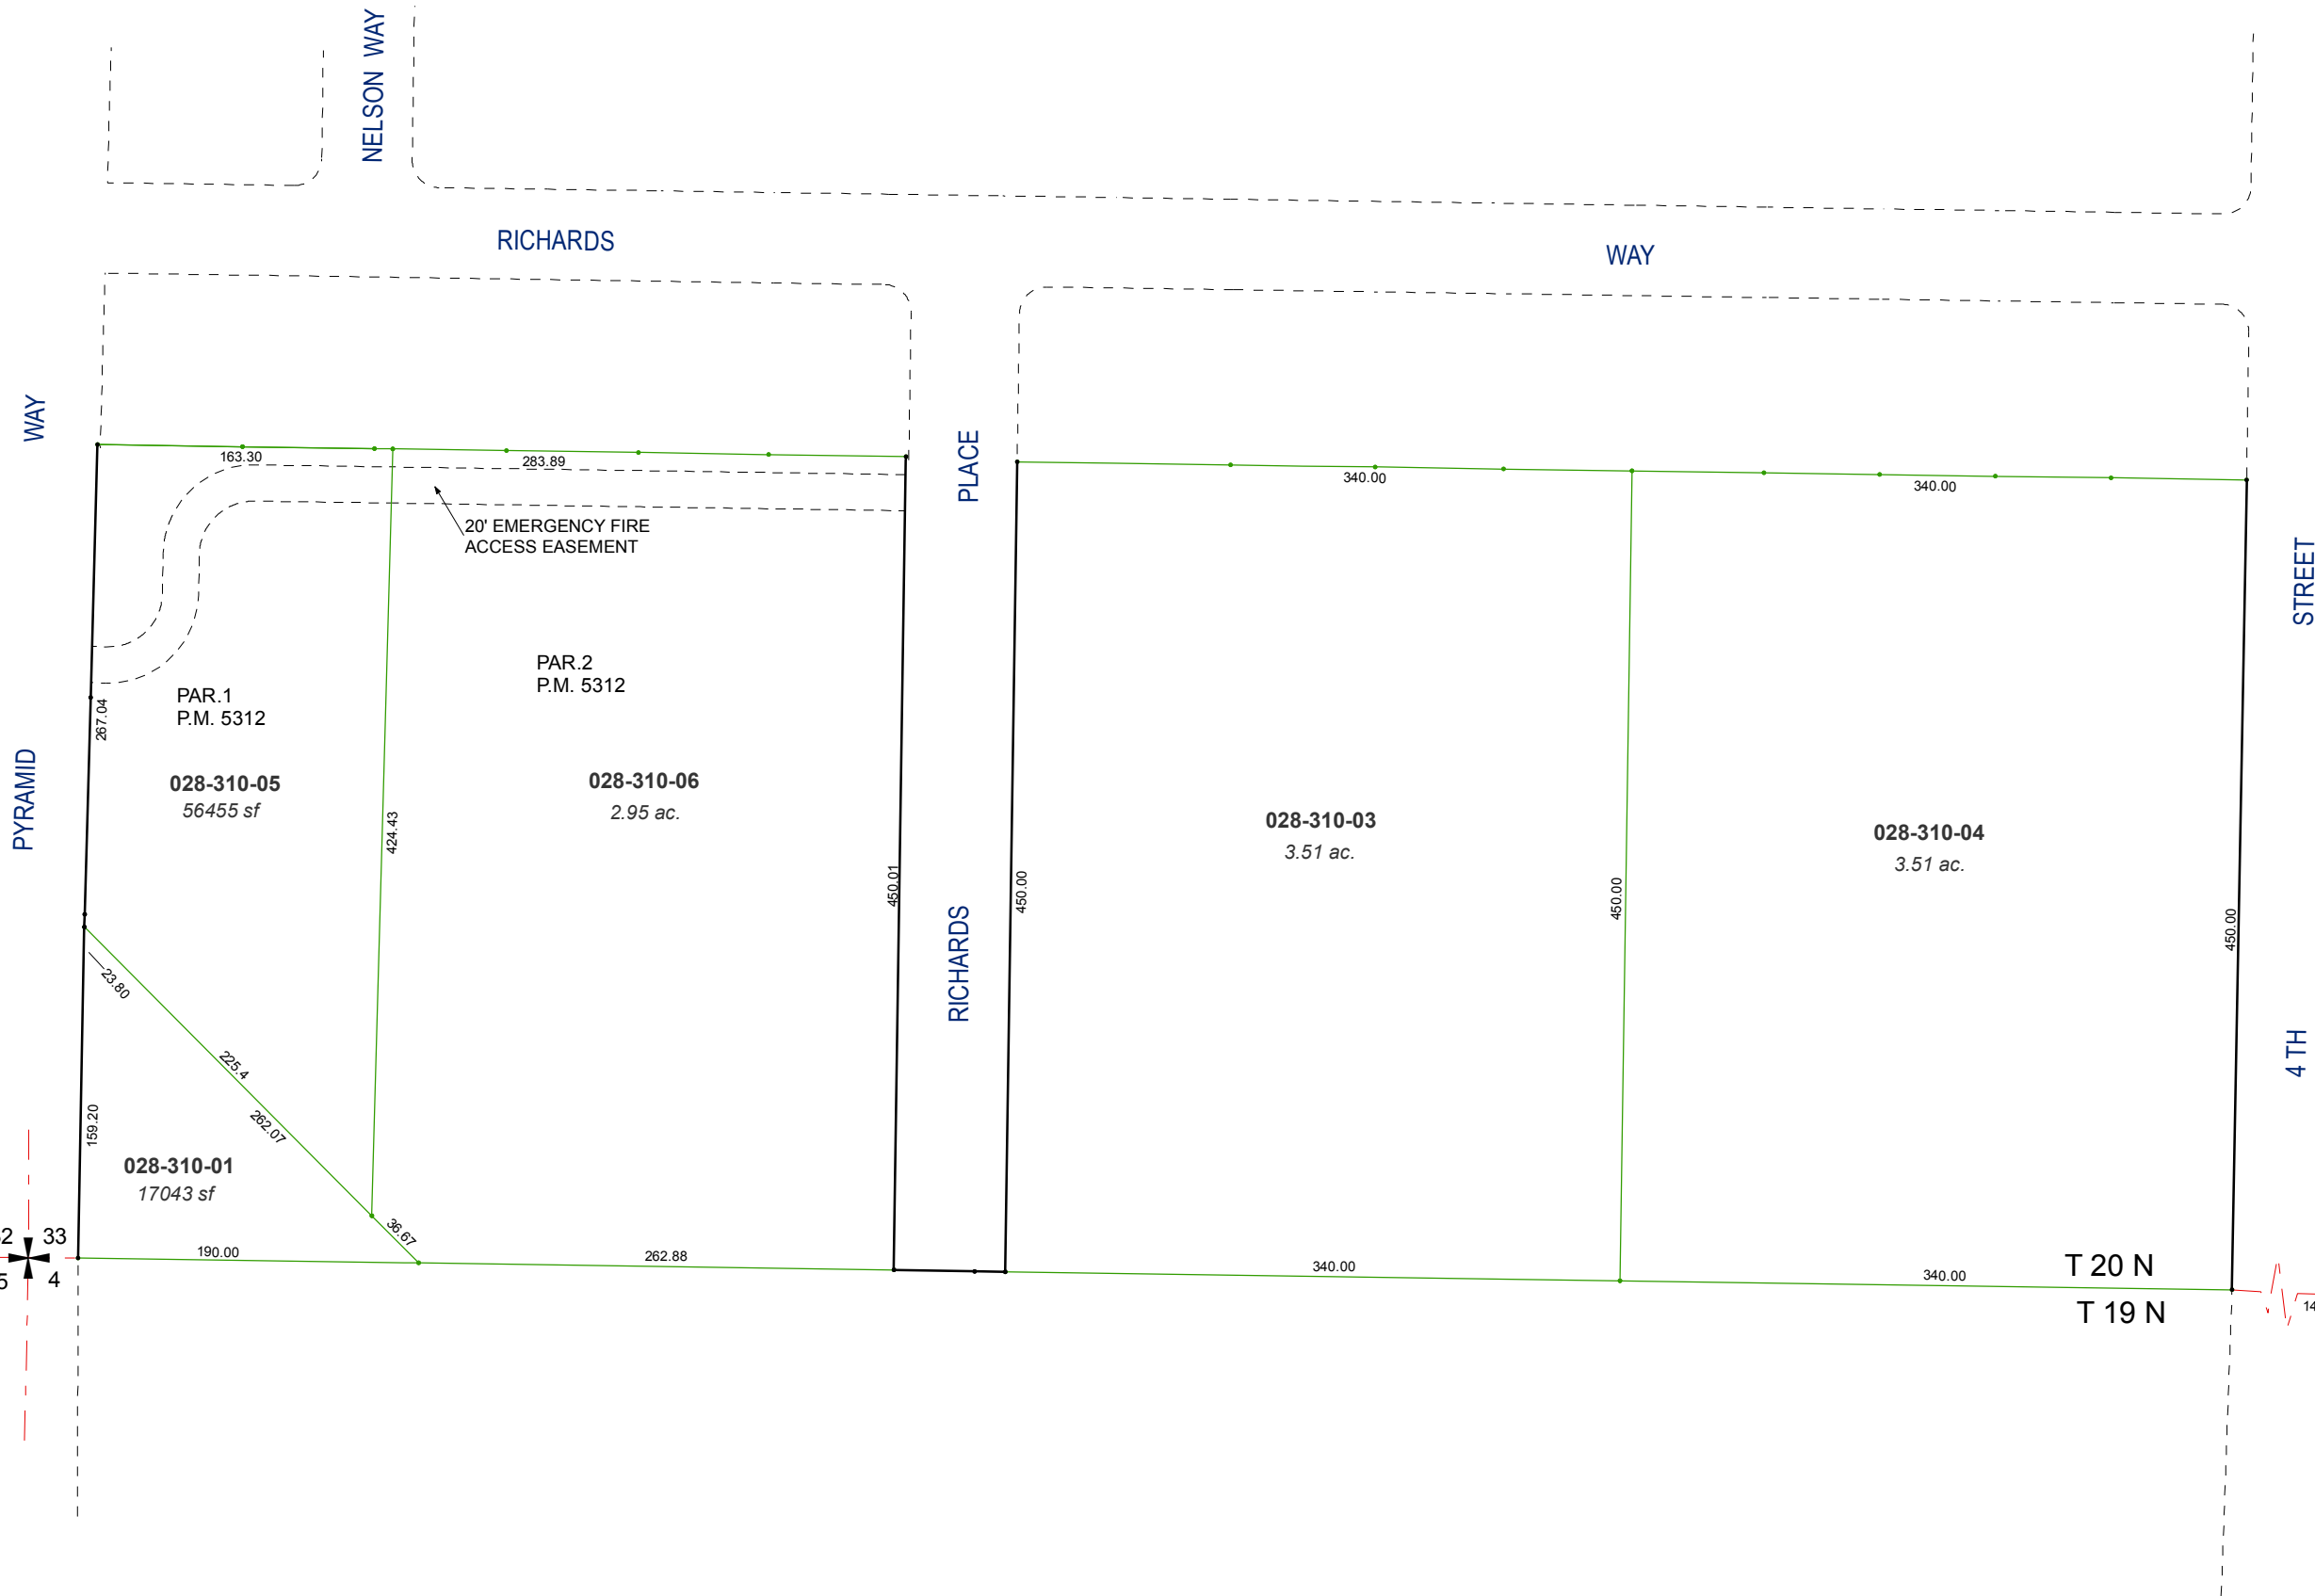 NELSON WAY
RICHARDS
WAY
WAY
PLACE
163.30
283.89
340.00
340.00
20' EMERGENCY FIRE
ACCESS EASEMENT
STREET
PAR.1
P.M. 5312
PAR.2
P.M. 5312
267.04
PYRAMID
028-310-05
56455 sf
028-310-06
2.95 ac.
424.43
450.01
450.00
028-310-03
3.51 ac.
450.00
028-310-04
3.51 ac.
450.00
RICHARDS
4 TH
23.80
225.4
262.07
159.20
028-310-01
17043 sf
36.67
33
5
4
190.00
262.88
340.00
340.00
T 20 N
T 19 N